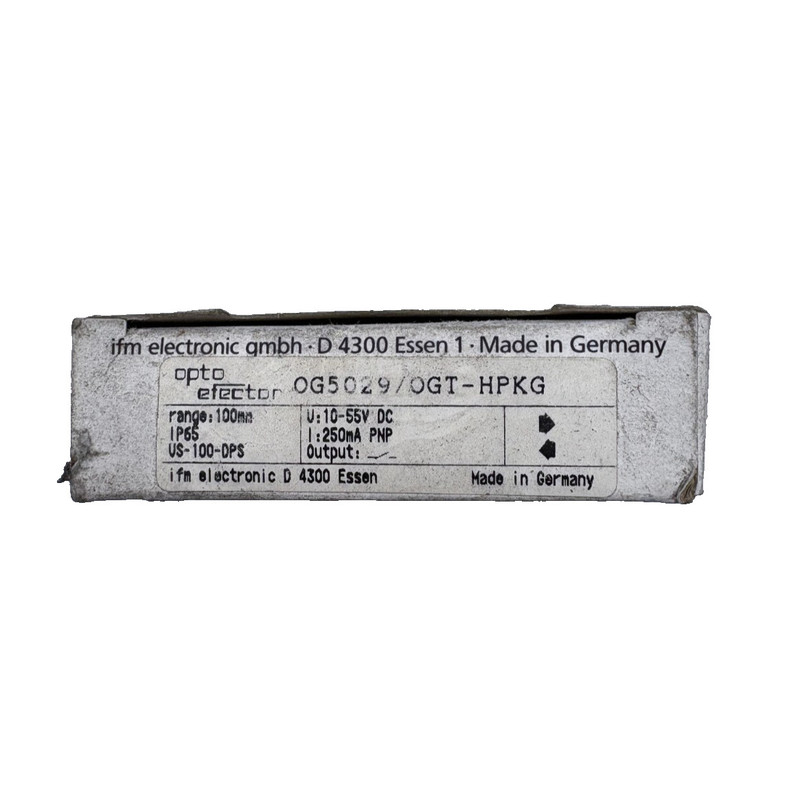 ifm electronic gmbh · D 4300 Essen 1 · Made in Germany
opto
efector OG5029/OGT-HPKG
range:100mm U:10-55V DC
IP65 I:250mA PNP
US-100-DPS Output:
ifm electronic D 4300 Essen Made in Germany